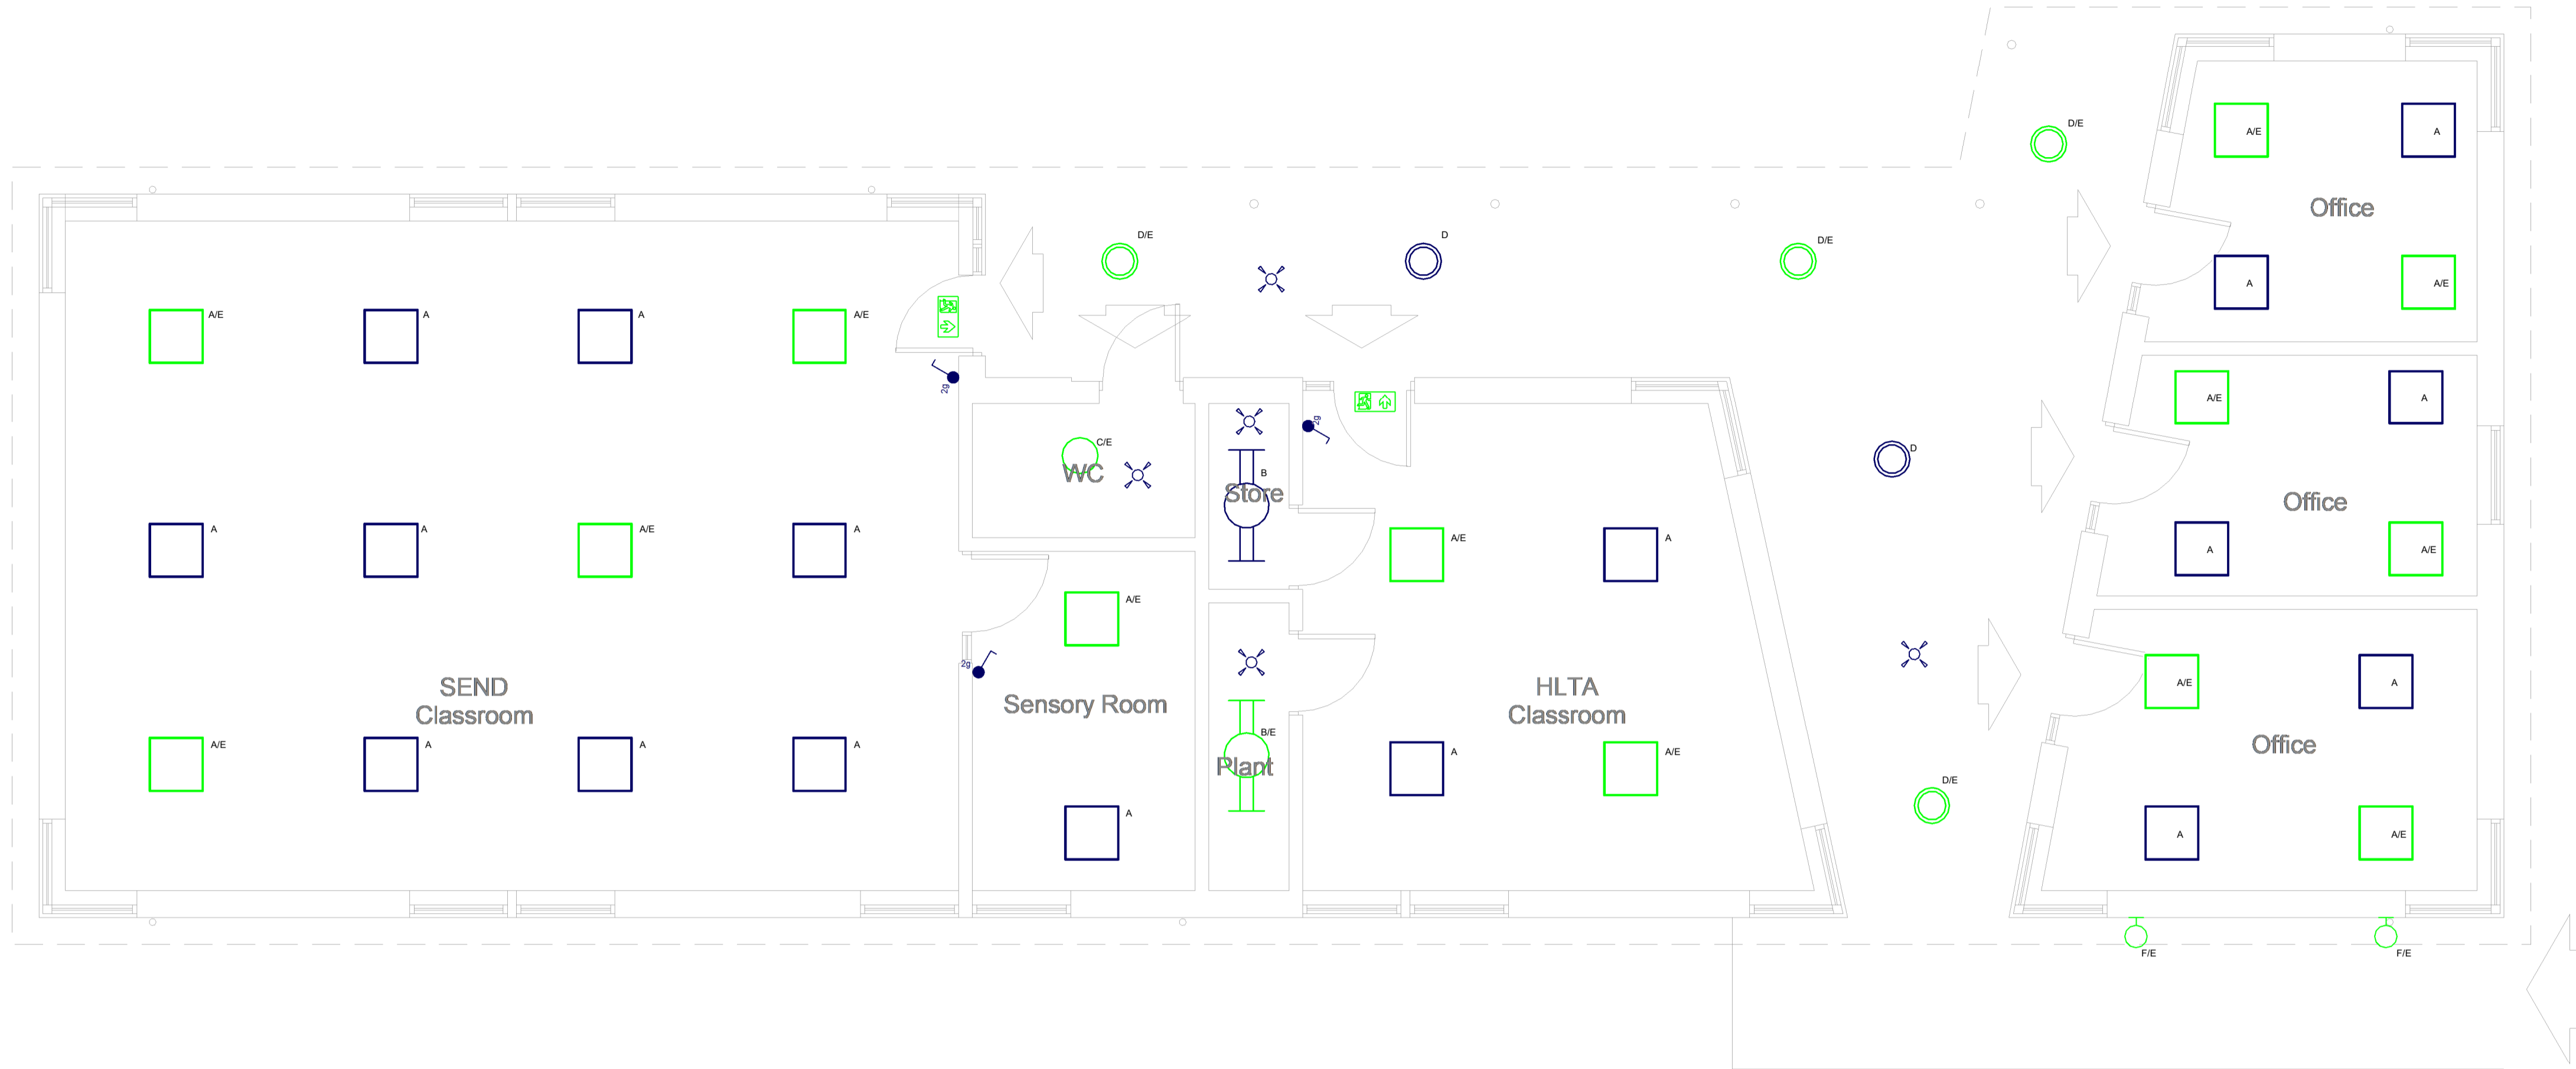 D/E
A/E
A
Office
D/E
D
D/E
A
A/E
A/E
A
A
A/E
A/E
A
2g
2g
C/E
WC
B
Store
D
Office
A
A
A/E
A
A/E
A
A
A/E
A/E
2g
A/E
A
SEND
Classroom
Sensory Room
HLTA
Classroom
Office
A/E
A
A
A
B/E
Plant
A
A/E
D/E
A
A
A/E
F/E
F/E